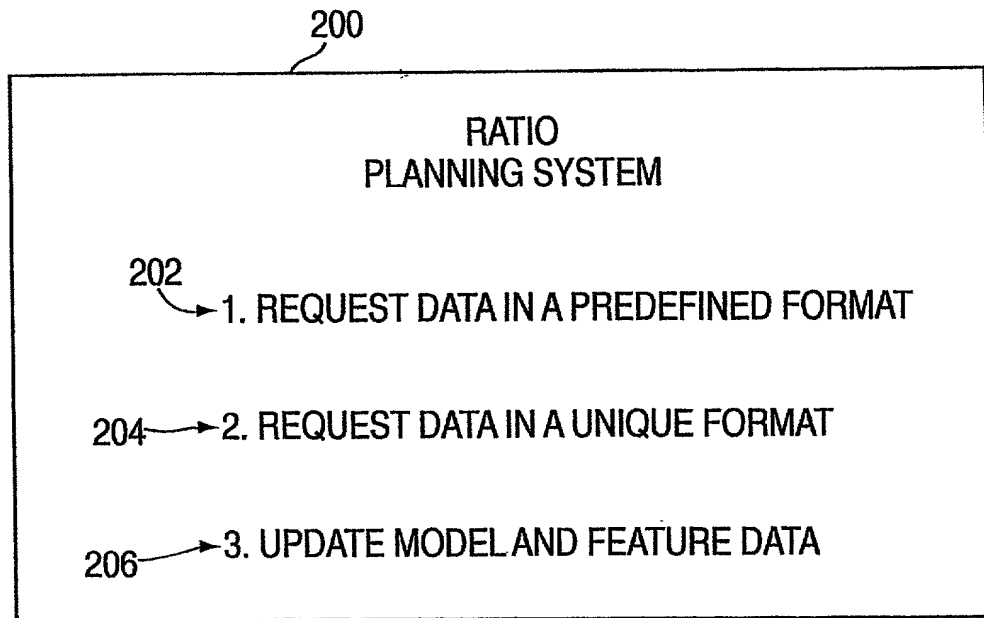 200
RATIO
PLANNING SYSTEM
202
1. REQUEST DATA IN A PREDEFINED FORMAT
204 2. REQUEST DATA IN A UNIQUE FORMAT
206 3. UPDATE MODEL AND FEATURE DATA